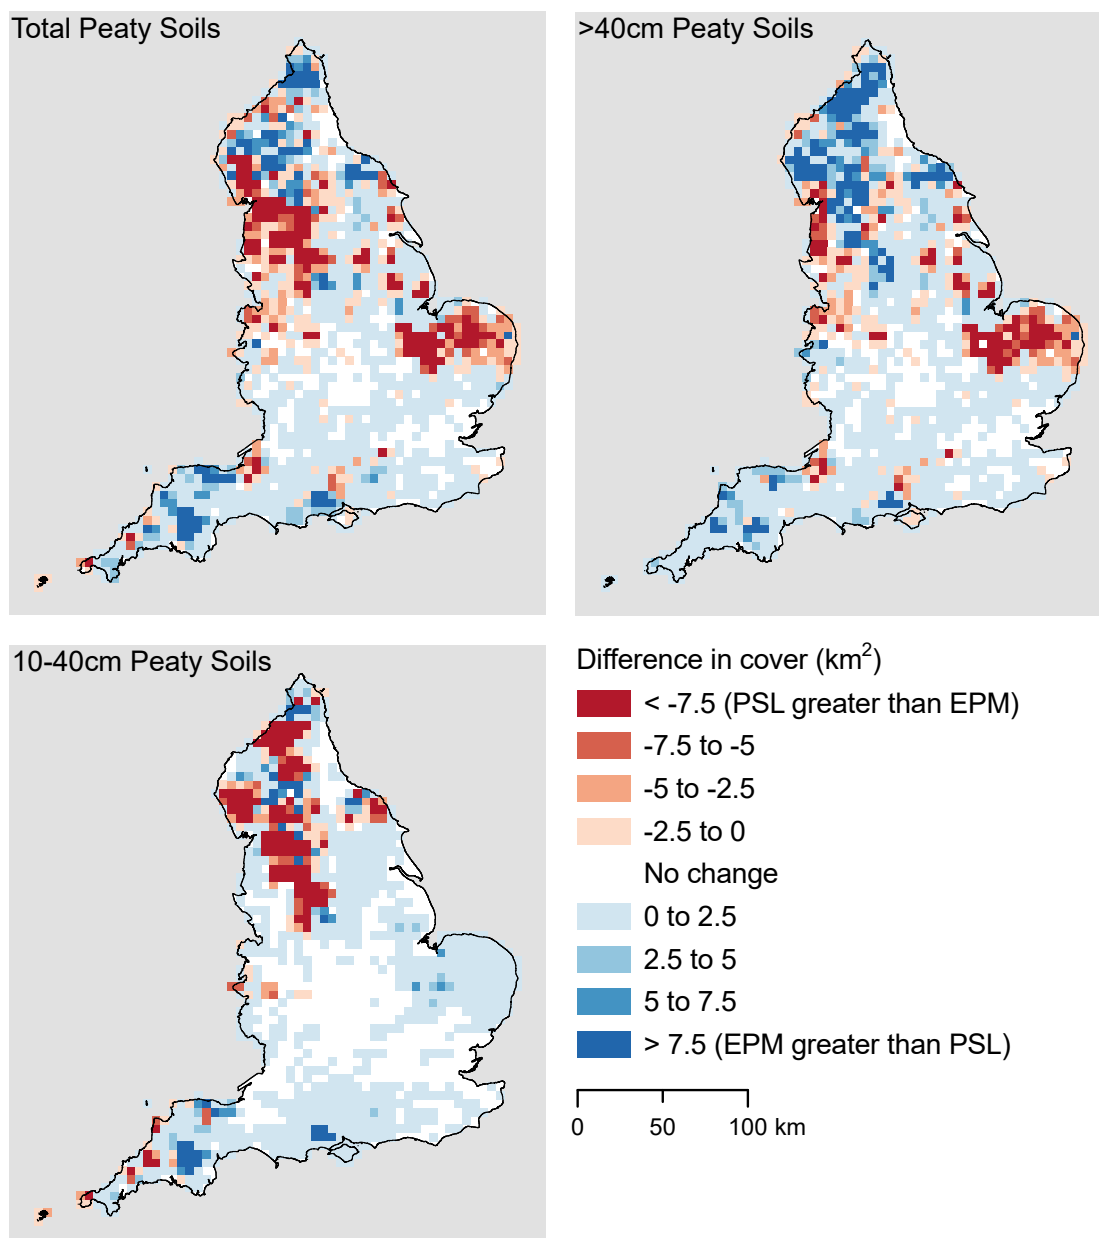 Total Peaty Soils
>40cm Peaty Soils
10-40cm Peaty Soils
Difference in cover (km²)
< -7.5 (PSL greater than EPM)
-7.5 to -5
-5 to -2.5
-2.5 to 0
No change
0 to 2.5
2.5 to 5
5 to 7.5
> 7.5 (EPM greater than PSL)
0 50 100 km